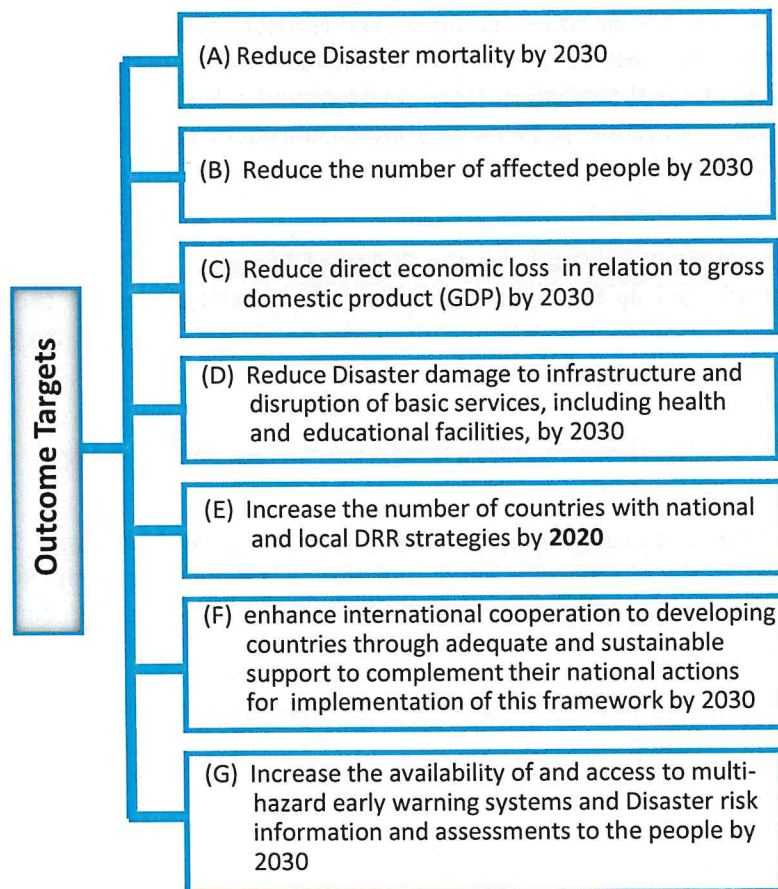 Outcome Targets
(A) Reduce Disaster mortality by 2030
(B) Reduce the number of affected people by 2030
(C) Reduce direct economic loss in relation to gross
domestic product (GDP) by 2030
(D) Reduce Disaster damage to infrastructure and
disruption of basic services, including health
and educational facilities, by 2030
(E) Increase the number of countries with national
and local DRR strategies by 2020
(F) enhance international cooperation to developing
countries through adequate and sustainable
support to complement their national actions
for implementation of this framework by 2030
(G) Increase the availability of and access to multi-
hazard early warning systems and Disaster risk
information and assessments to the people by
2030